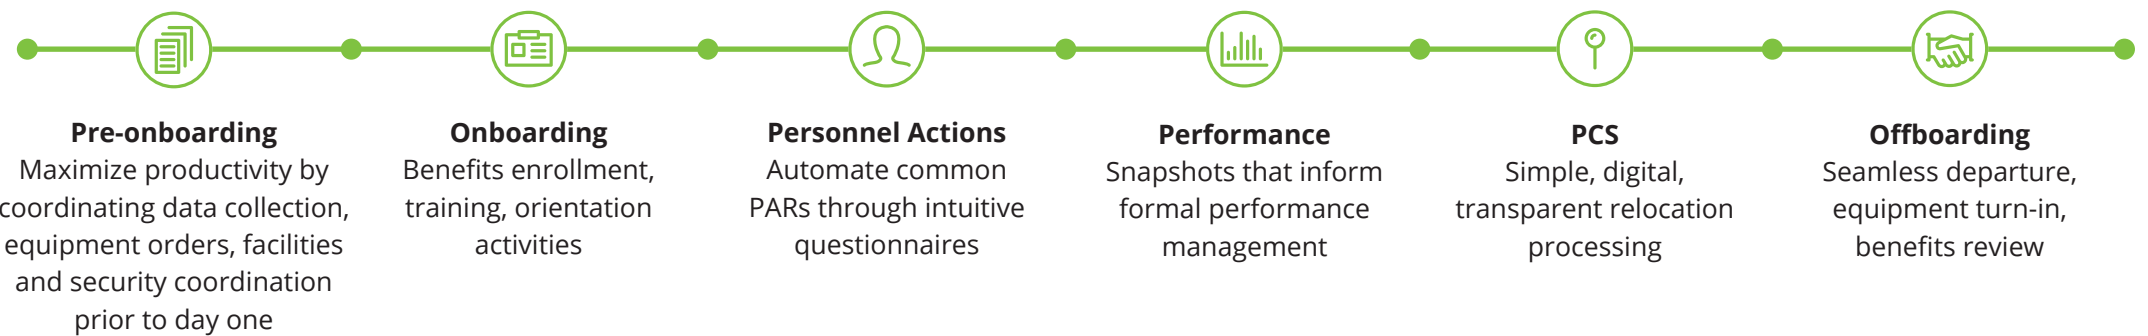 Pre-onboarding
Maximize productivity by
coordinating data collection,
equipment orders, facilities
and security coordination
prior to day one
Onboarding
Benefits enrollment,
training, orientation
activities
Personnel Actions
Automate common
PARs through intuitive
questionnaires
Performance
Snapshots that inform
formal performance
management
PCS
Simple, digital,
transparent relocation
processing
Offboarding
Seamless departure,
equipment turn-in,
benefits review